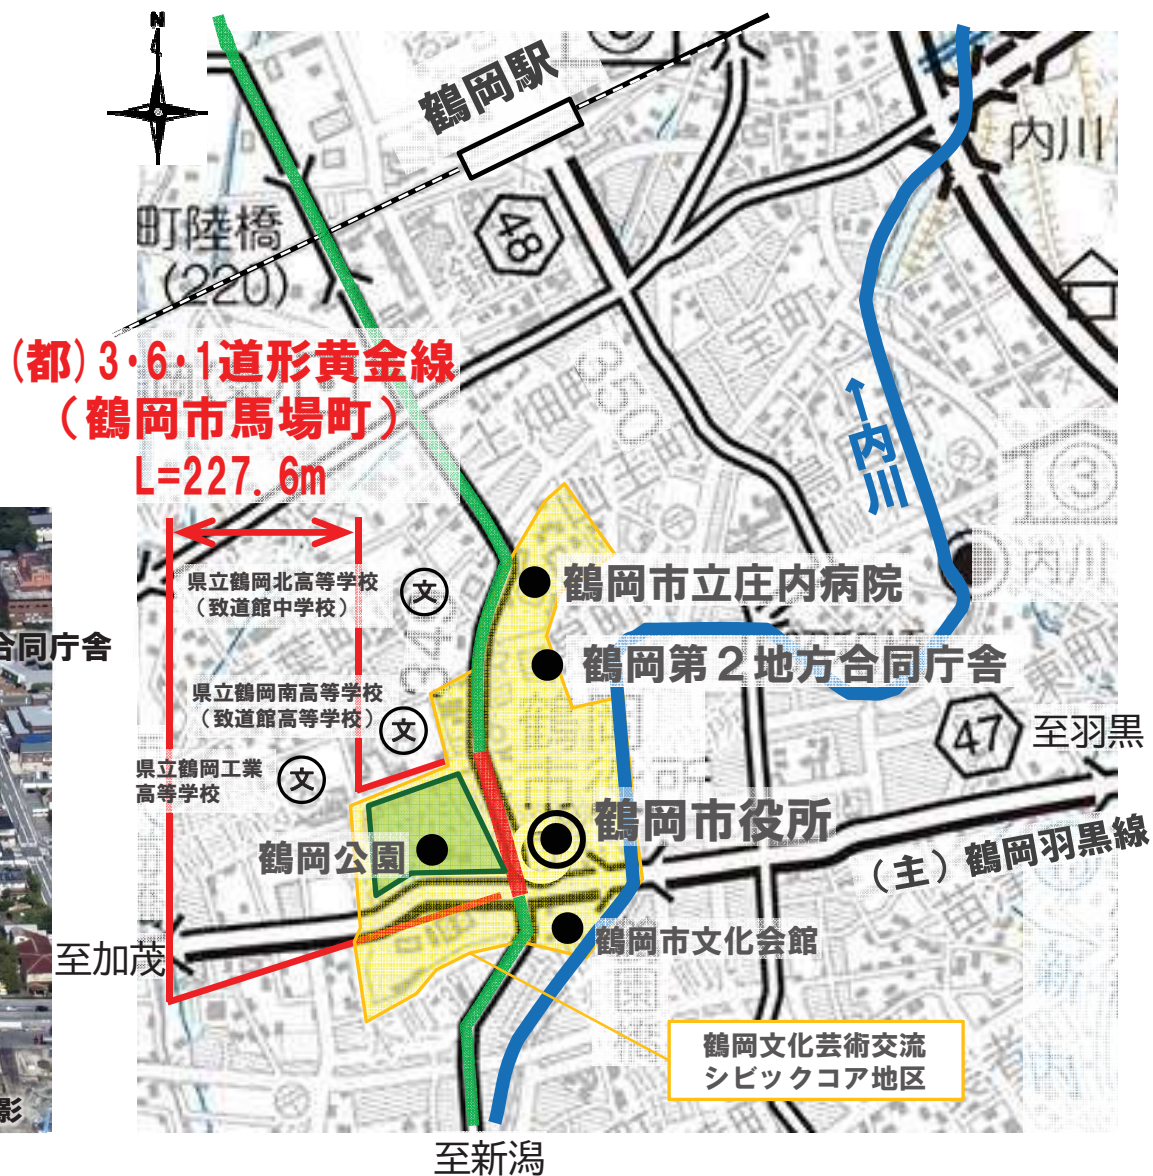 N
鶴岡駅
内川
48
町陸橋
(220)
(都)3・6・1道形黄金線
（鶴岡市馬場町）
L=227.6m
350
←内川
3
内川
県立鶴岡北高等学校
（致道館中学校）
文
鶴岡市立庄内病院
345
合同庁舎
鶴岡第２地方合同庁舎
県立鶴岡南高等学校
（致道館高等学校）
文
47
至羽黒
県立鶴岡工業
高等学校
文
鶴岡市役所
鶴岡公園
（主）鶴岡羽黒線
鶴岡市文化会館
至加茂
鶴岡文化芸術交流
シビックコア地区
影
至新潟